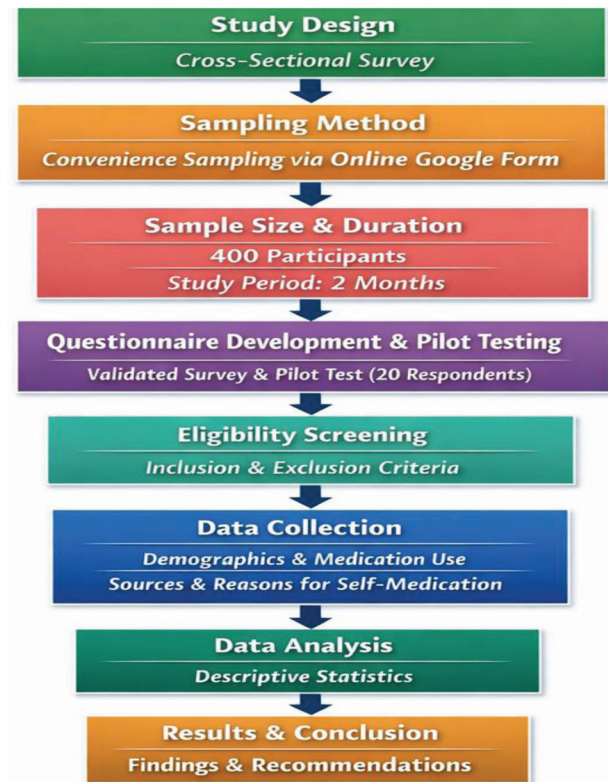 Study Design
Cross-Sectional Survey
Sampling Method
Convenience Sampling via Online Google Form
Sample Size & Duration
400 Participants
Study Period: 2 Months
Questionnaire Development & Pilot Testing
Validated Survey & Pilot Test (20 Respondents)
Eligibility Screening
Inclusion & Exclusion Criteria
Data Collection
Demographics & Medication Use
Sources & Reasons for Self-Medication
Data Analysis
Descriptive Statistics
Results & Conclusion
Findings & Recommendations